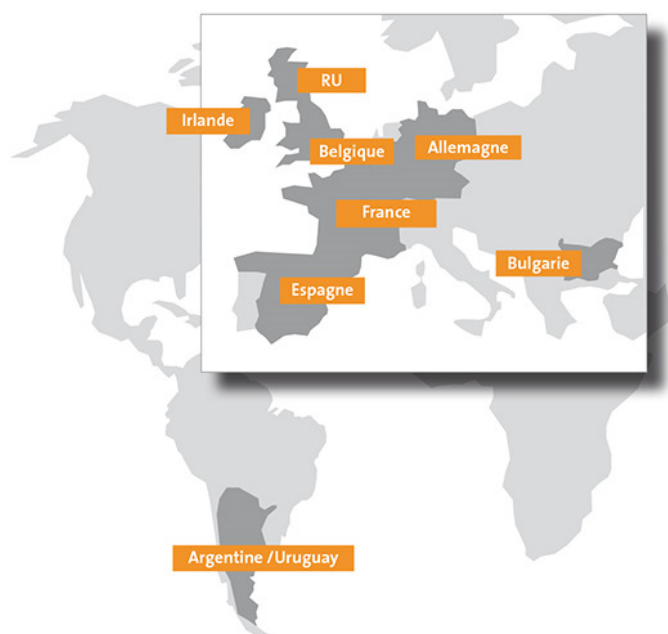 RU
Irlande
Belgique
Allemagne
France
Bulgarie
Espagne
Argentine /Uruguay